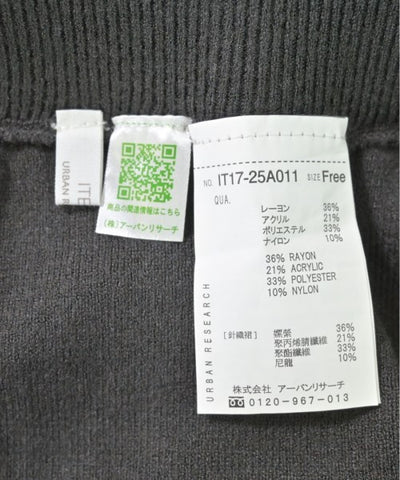 ITE
URBAN R
商品の関連情報はこちら
(株)アーバンリサーチ
NO. IT17-25A011 SIZE Free
QUA.
レーヨン 36%
アクリル 21%
ポリエステル 33%
ナイロン 10%
36% RAYON
21% ACRYLIC
33% POLYESTER
10% NYLON
URBAN RESEARCH
[針織裙] 螺縈 36%
聚丙烯腈纖維 21%
聚酯纖維 33%
尼龍 10%
株式会社 アーバンリサーチ
0120-967-013